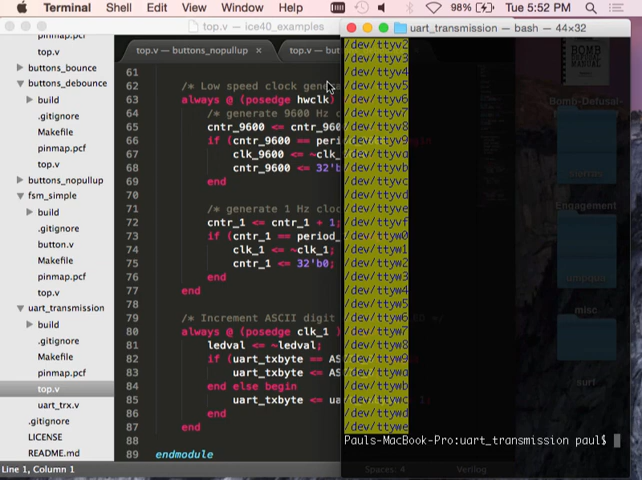 Terminal Shell Edit View Window Help 98% Tue 5:52 PM
top.v — ice40_examples
top.v
buttons_bounce
buttons_debounce
build
.gitignore
Makefile
pinmap.pcf
top.v
buttons_nopullup
fsm_simple
build
.gitignore
button.v
Makefile
pinmap.pcf
top.v
uart_transmission
build
.gitignore
Makefile
pinmap.pcf
top.v
uart_trx.v
.gitignore
LICENSE
README.md
Line 1, Column 1
top.v — buttons_nopullup ×
61
62 /* Low speed clock gene
63 always @ (posedge hwclk)
64 /* generate 9600 Hz c
65 cntr_9600 <= cntr_960
66 if (cntr_9600 == peri
67 clk_9600 <= ~clk_
68 cntr_9600 <= 32'b
69 end
70
71 /* generate 1 Hz cloc
72 cntr_1 <= cntr_1 + 1;
73 if (cntr_1 == period_
74 clk_1 <= ~clk_1;
75 cntr_1 <= 32'b0;
76 end
77 end
78
79 /* Increment ASCII digit
80 always @ (posedge clk_1 )
81 ledval <= ~ledval;
82 if (uart_txbyte == AS
83 uart_txbyte <= AS
84 end else begin
85 uart_txbyte <= ua
86 end
87 end
88
89 endmodule
Spaces: 4 Verilog
uart_transmission — bash — 44×32
/dev/ttyv2
/dev/ttyv3
/dev/ttyv4
/dev/ttyv5
/dev/ttyv6
/dev/ttyv7
/dev/ttyv8
/dev/ttyv9
/dev/ttyva
/dev/ttyvb
/dev/ttyvc
/dev/ttyvd
/dev/ttyve
/dev/ttyvf
/dev/ttyw0
/dev/ttyw1
/dev/ttyw2
/dev/ttyw3
/dev/ttyw4
/dev/ttyw5
/dev/ttyw6
/dev/ttyw7
/dev/ttyw8
/dev/ttyw9
/dev/ttywa
/dev/ttywb
/dev/ttywc
/dev/ttywd
/dev/ttywe
Pauls-MacBook-Pro:uart_transmission paul$
BOMB
MANUAL
Bomb-Defusal-
Engagement
umpqua
misc